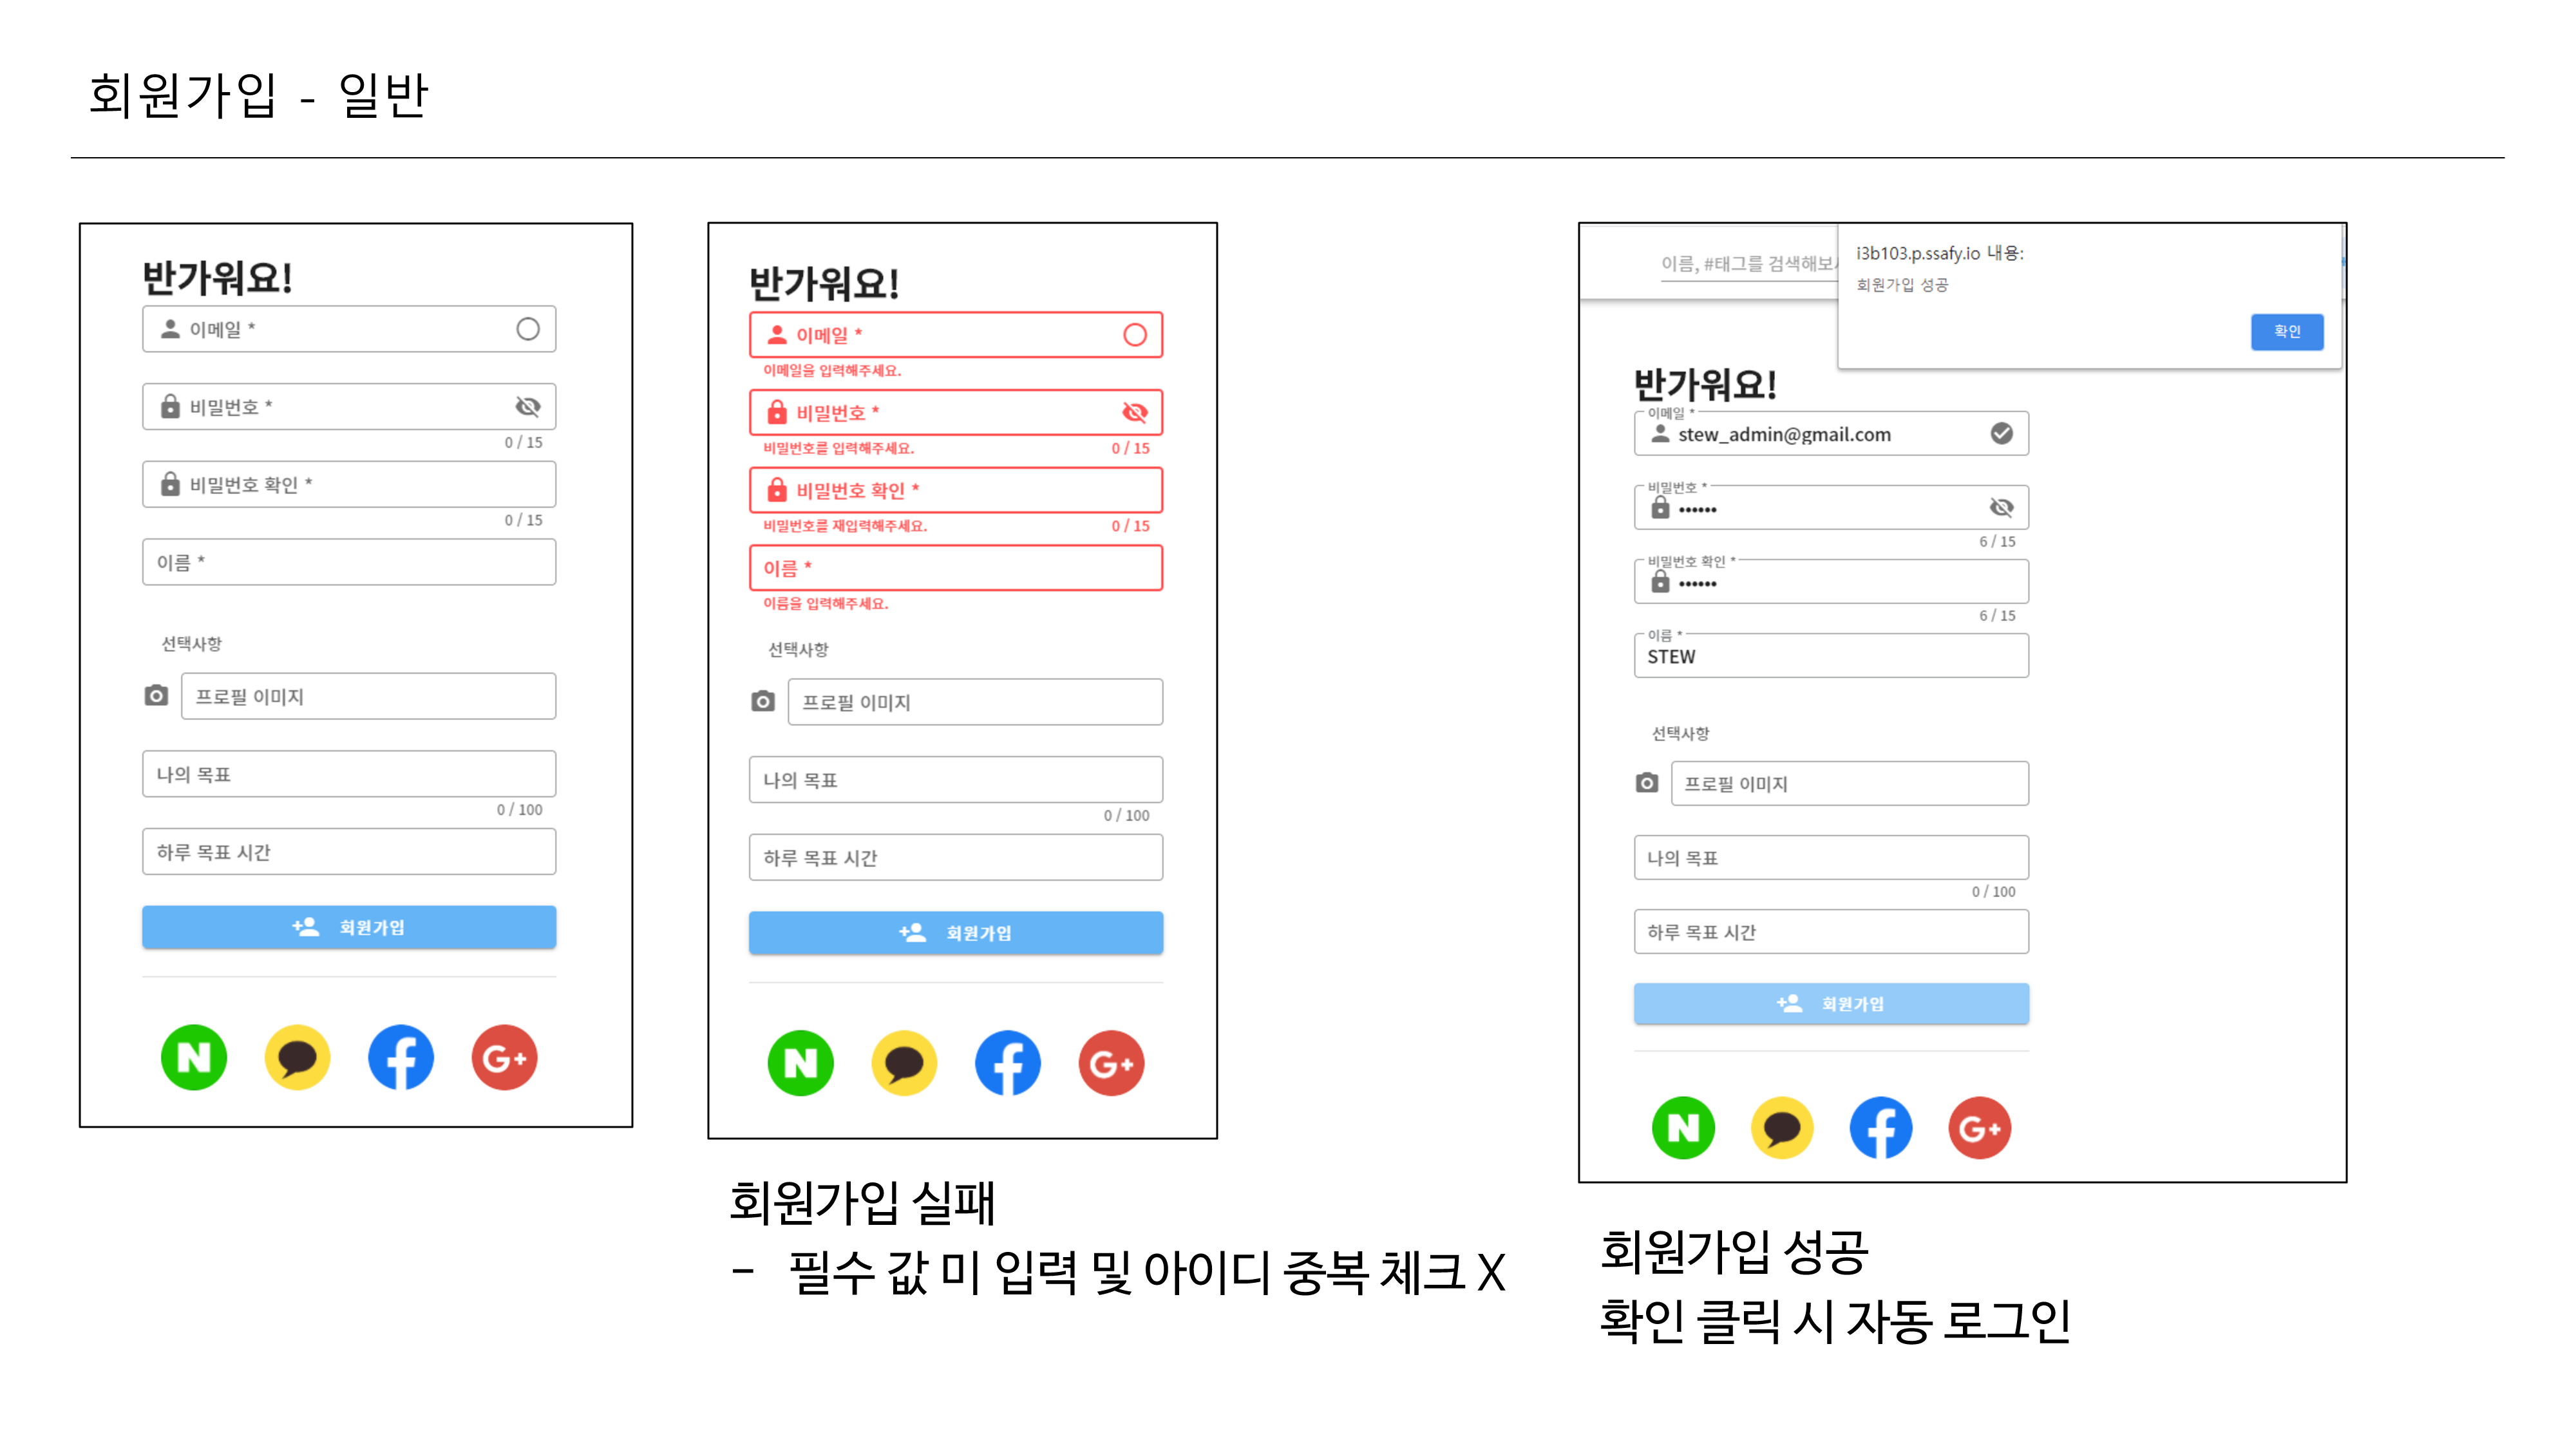 회원가입 - 일반
반가워요!
이메일 *
비밀번호 *
0 / 15
비밀번호 확인 *
0 / 15
이름 *
선택사항
프로필 이미지
나의 목표
0 / 100
하루 목표 시간
회원가입
N
f
G+
반가워요!
이메일 *
이메일을 입력해주세요.
비밀번호 *
비밀번호를 입력해주세요. 0 / 15
비밀번호 확인 *
비밀번호를 재입력해주세요. 0 / 15
이름 *
이름을 입력해주세요.
선택사항
프로필 이미지
나의 목표
0 / 100
하루 목표 시간
회원가입
N
f
G+
회원가입 실패
- 필수 값 미 입력 및 아이디 중복 체크 X
이름, #태그를 검색해보
i3b103.p.ssafy.io 내용:
회원가입 성공
확인
반가워요!
이메일 *
stew_admin@gmail.com
비밀번호 *
••••••
6 / 15
비밀번호 확인 *
••••••
6 / 15
이름 *
STEW
선택사항
프로필 이미지
나의 목표
0 / 100
하루 목표 시간
회원가입
N
f
G+
회원가입 성공
확인 클릭 시 자동 로그인